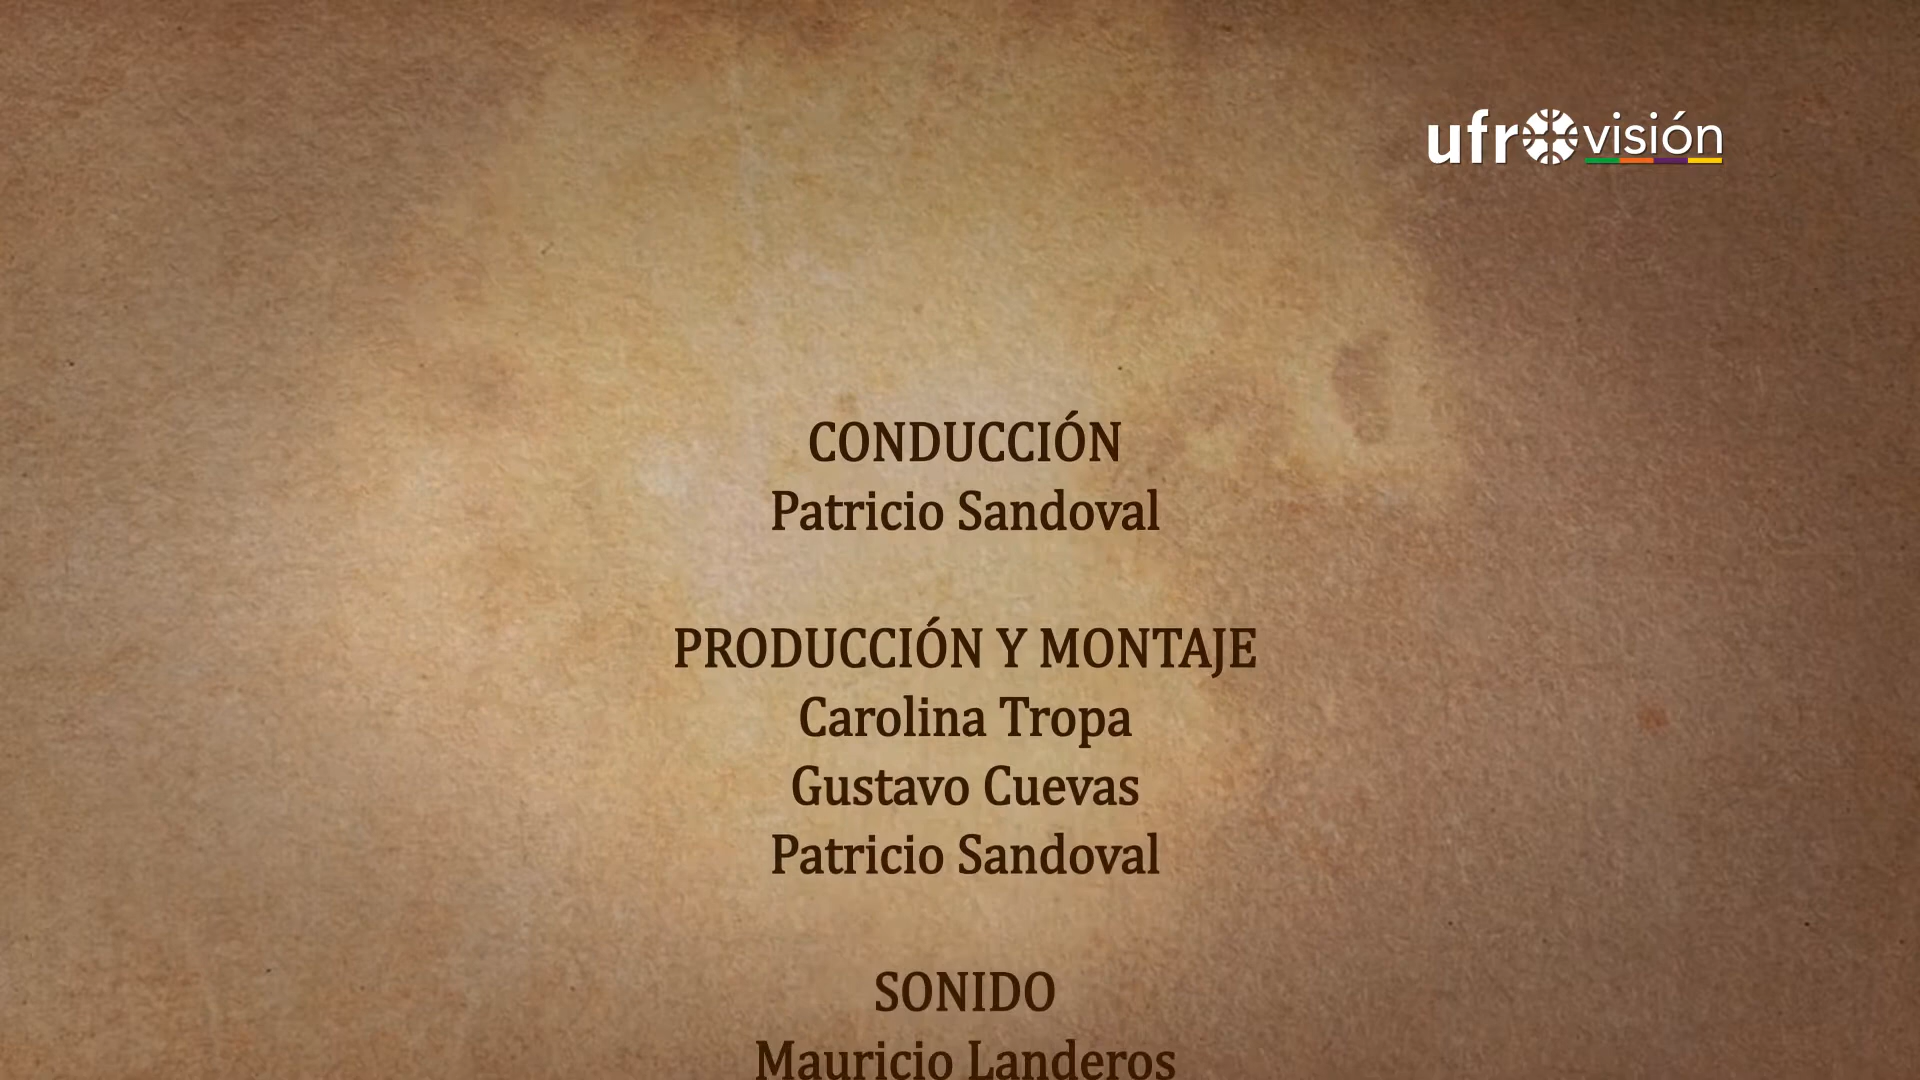 ufrovisión
CONDUCCIÓN
Patricio Sandoval
PRODUCCIÓN Y MONTAJE
Carolina Tropa
Gustavo Cuevas
Patricio Sandoval
SONIDO
Mauricio Landeros